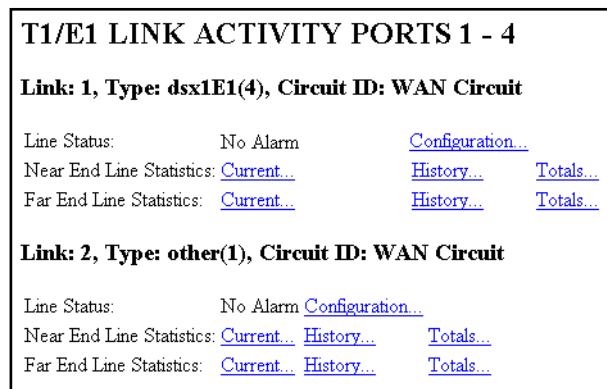 T1/E1 LINK ACTIVITY PORTS 1 - 4
Link: 1, Type: dsx1E1(4), Circuit ID: WAN Circuit
Line Status: No Alarm Configuration...
Near End Line Statistics: Current... History... Totals...
Far End Line Statistics: Current... History... Totals...
Link: 2, Type: other(1), Circuit ID: WAN Circuit
Line Status: No Alarm Configuration...
Near End Line Statistics: Current... History... Totals...
Far End Line Statistics: Current... History... Totals...